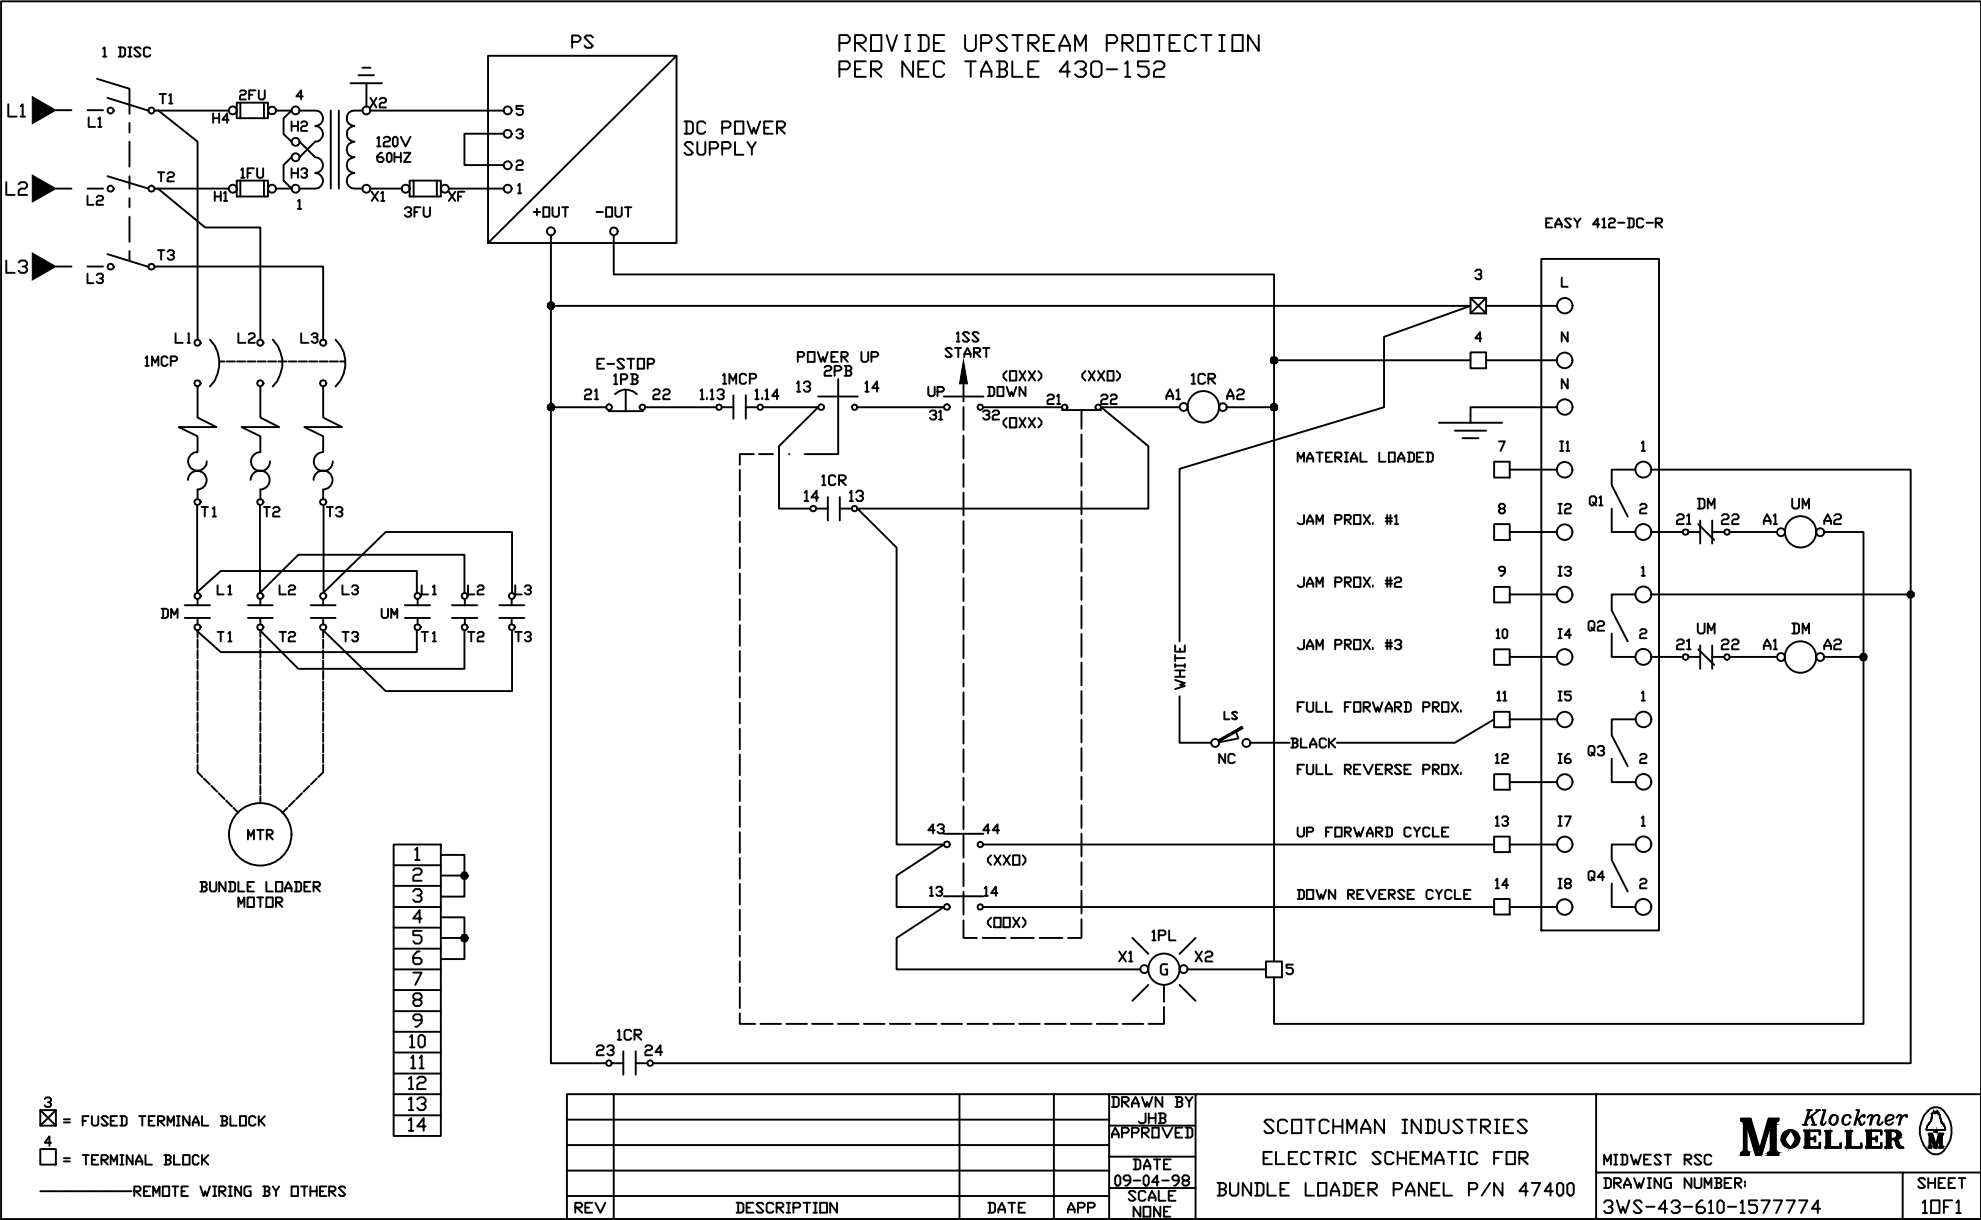 PROVIDE UPSTREAM PROTECTION
PER NEC TABLE 430-152
1 DISC
PS
L1
L1
T1
2FU
H4
4
H2
X2
120V
60HZ
5
3
2
1
DC POWER
SUPPLY
L2
L2
T2
1FU
H1
H3
1
X1
3FU
XF
+OUT
-OUT
L3
L3
T3
EASY 412-DC-R
3
L
4
N
N
L1
L2
L3
1MCP
T1
T2
T3
E-STOP
1PB
21
22
1MCP
1.13
1.14
POWER UP
2PB
13
14
1SS
START
UP
DOWN
31
32
(OXX)
(OXX)
(XXO)
21
22
1CR
A1
A2
1CR
14
13
MATERIAL LOADED
7
I1
1
Q1
JAM PROX. #1
8
I2
2
21
DM
22
A1
UM
A2
JAM PROX. #2
9
I3
1
Q2
JAM PROX. #3
10
I4
2
21
UM
22
A1
DM
A2
FULL FORWARD PROX.
11
I5
1
Q3
FULL REVERSE PROX.
12
I6
2
UP FORWARD CYCLE
13
I7
1
Q4
DOWN REVERSE CYCLE
14
I8
2
WHITE
LS
NC
BLACK
DM
L1
L2
L3
UM
L1
L2
L3
T1
T2
T3
T1
T2
T3
MTR
BUNDLE LOADER
MOTOR
43
44
(XXO)
13
14
(OOX)
1PL
X1
G
X2
5
1CR
23
24
1
2
3
4
5
6
7
8
9
10
11
12
13
14
3
= FUSED TERMINAL BLOCK
4
= TERMINAL BLOCK
REMOTE WIRING BY OTHERS
REV
DESCRIPTION
DATE
APP
DRAWN BY
JHB
APPROVED
DATE
09-04-98
SCALE
NONE
SCOTCHMAN INDUSTRIES
ELECTRIC SCHEMATIC FOR
BUNDLE LOADER PANEL P/N 47400
Klockner
MOELLER
M
MIDWEST RSC
DRAWING NUMBER:
3WS-43-610-1577774
SHEET
1OF1